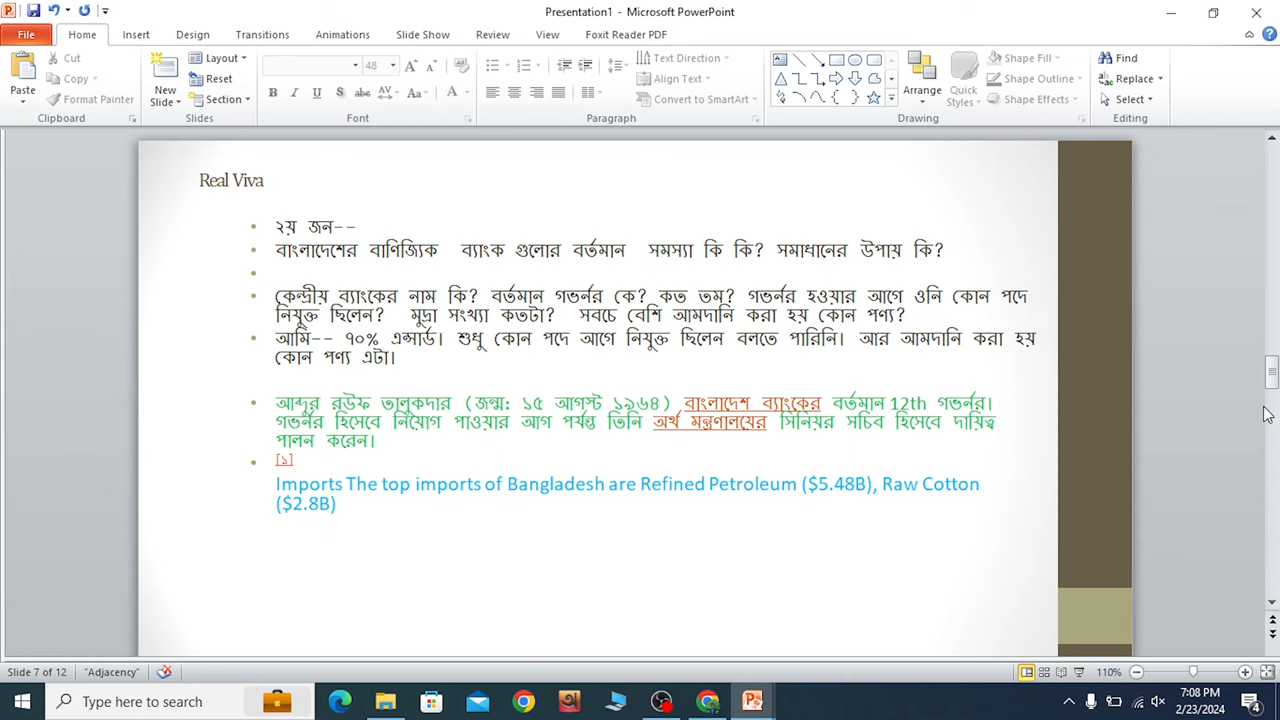 Presentation1 - Microsoft PowerPoint
File Home Insert Design Transitions Animations Slide Show Review View Foxit Reader PDF
Cut Layout 48 Text Direction Shape Fill Find
Copy Reset Align Text Shape Outline Replace
Paste Format Painter New Slide Section B I U S abc AV Aa A Convert to SmartArt Arrange Quick Styles Shape Effects Select
Clipboard Slides Font Paragraph Drawing Editing
Real Viva
• ২য় জন--
• বাংলাদেশের বাণিজ্যিক ব্যাংক গুলোর বর্তমান সমস্যা কি কি? সমাধানের উপায় কি?
•
• কেন্দ্রীয় ব্যাংকের নাম কি? বর্তমান গভর্নর কে? কত তম? গভর্নর হওয়ার আগে ওনি কোন পদে
নিযুক্ত ছিলেন? মুদ্রা সংখ্যা কতটা? সবচে বেশি আমদানি করা হয় কোন পণ্য?
• আমি-- ৭০% এন্সার্ড। শুধু কোন পদে আগে নিযুক্ত ছিলেন বলতে পারিনি। আর আমদানি করা হয়
কোন পণ্য এটা।
• আব্দুর রউফ তালুকদার (জন্ম: ১৫ আগস্ট ১৯৬৪) বাংলাদেশ ব্যাংকের বর্তমান 12th গভর্নর।
গভর্নর হিসেবে নিয়োগ পাওয়ার আগ পর্যন্ত তিনি অর্থ মন্ত্রণালয়ের সিনিয়র সচিব হিসেবে দায়িত্ব
পালন করেন।
• [১]
Imports The top imports of Bangladesh are Refined Petroleum ($5.48B), Raw Cotton
($2.8B)
Slide 7 of 12 "Adjacency" 110%
Type here to search 7:08 PM
2/23/2024 4